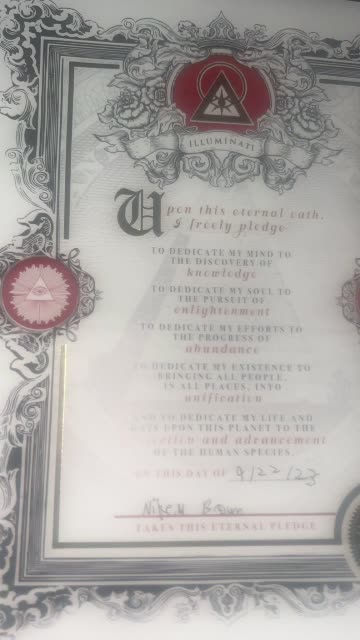 ILLUMINATI
Upon this eternal oath,
I freely pledge
TO DEDICATE MY MIND TO
THE DISCOVERY OF
knowledge
TO DEDICATE MY SOUL TO
THE PURSUIT OF
enlightenment
TO DEDICATE MY EFFORTS TO
THE PROGRESS OF
abundance
TO DEDICATE MY EXISTENCE TO
BRINGING ALL PEOPLE,
IN ALL PLACES, INTO
unification
AND TO DEDICATE MY LIFE AND
DAYS UPON THIS PLANET TO THE
and advancement
OF THE HUMAN SPECIES.
ON THIS DAY OF 9/22/23
Brown
TAKES THIS ETERNAL PLEDGE